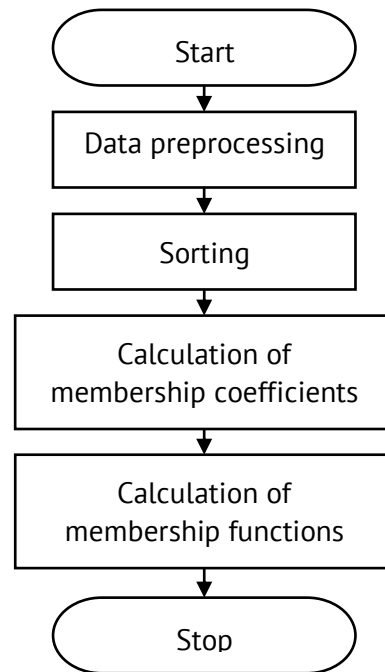 Start
Data preprocessing
Sorting
Calculation of
membership coefficients
Calculation of
membership functions
Stop